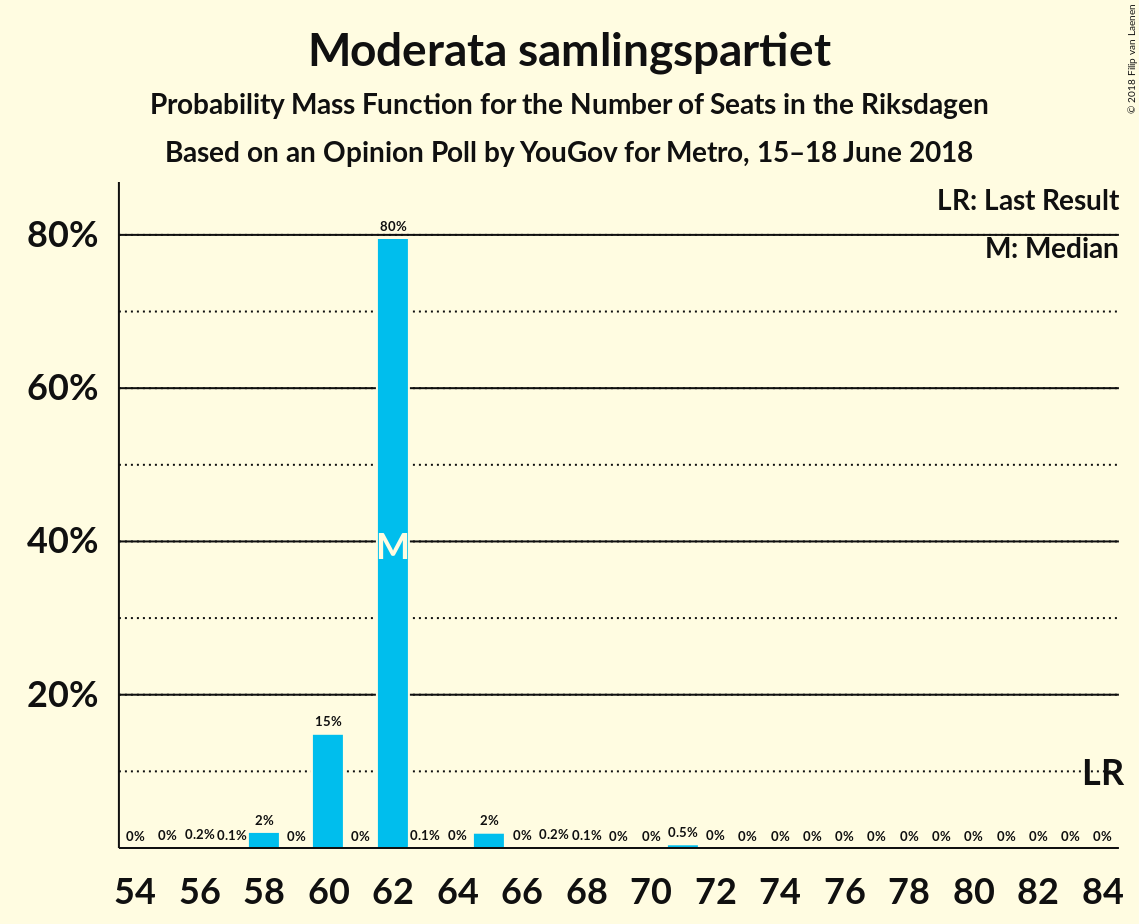 Moderata samlingspartiet
Probability Mass Function for the Number of Seats in the Riksdagen
Based on an Opinion Poll by YouGov for Metro, 15–18 June 2018
© 2018 Filip van Laenen
LR: Last Result
M: Median
80%
60%
40%
20%
0% 0% 0.2% 0.1% 2% 0% 15% 0% 80% 0.1% 0% 2% 0% 0.2% 0.1% 0% 0% 0.5% 0% 0% 0% 0% 0% 0% 0% 0% 0% 0% 0% 0% 0%
M
LR
54 56 58 60 62 64 66 68 70 72 74 76 78 80 82 84